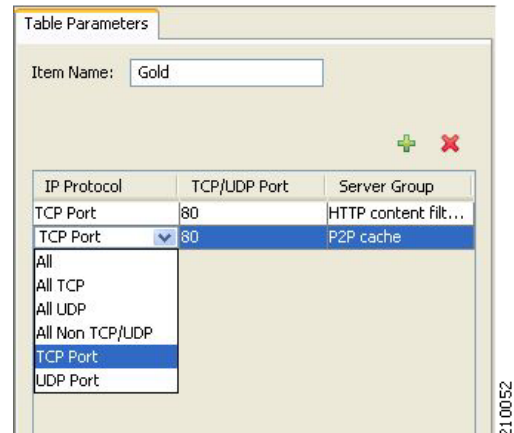 Table Parameters
Item Name: Gold
IP Protocol TCP/UDP Port Server Group
TCP Port 80 HTTP content filt...
TCP Port 80 P2P cache
All
All TCP
All UDP
All Non TCP/UDP
TCP Port
UDP Port
210052